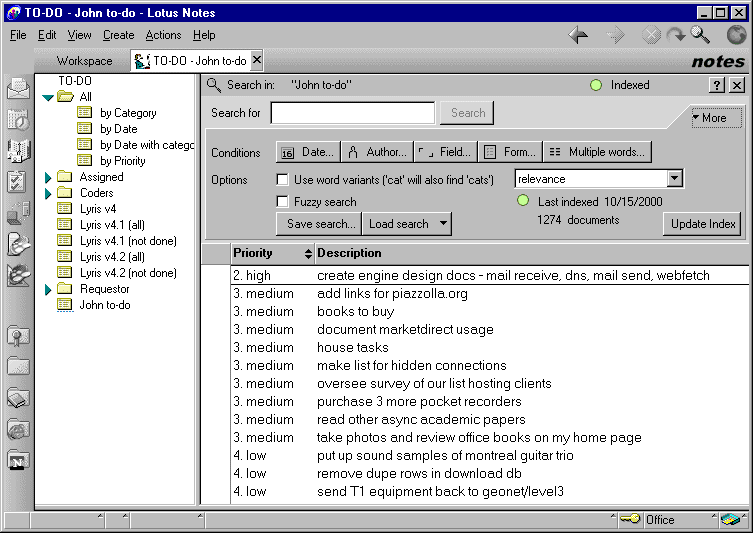 TO-DO - John to-do - Lotus Notes
File Edit View Create Actions Help
Workspace TO-DO - John to-do
notes
TO-DO
All
by Category
by Date
by Date with catego
by Priority
Assigned
Coders
Lyris v4
Lyris v4.1 (all)
Lyris v4.1 (not done)
Lyris v4.2 (all)
Lyris v4.2 (not done)
Requestor
John to-do
Search in: "John to-do" Indexed ?
Search for Search More
Conditions 16 Date... Author... Field... Form... Multiple words...
Options Use word variants ('cat' will also find 'cats') relevance
Fuzzy search Last indexed 10/15/2000
Save search... Load search 1274 documents Update Index
Priority Description
2. high create engine design docs - mail receive, dns, mail send, webfetch
3. medium add links for piazzolla.org
3. medium books to buy
3. medium document marketdirect usage
3. medium house tasks
3. medium make list for hidden connections
3. medium oversee survey of our list hosting clients
3. medium purchase 3 more pocket recorders
3. medium read other async academic papers
3. medium take photos and review office books on my home page
4. low put up sound samples of montreal guitar trio
4. low remove dupe rows in download db
4. low send T1 equipment back to geonet/level3
N
Office